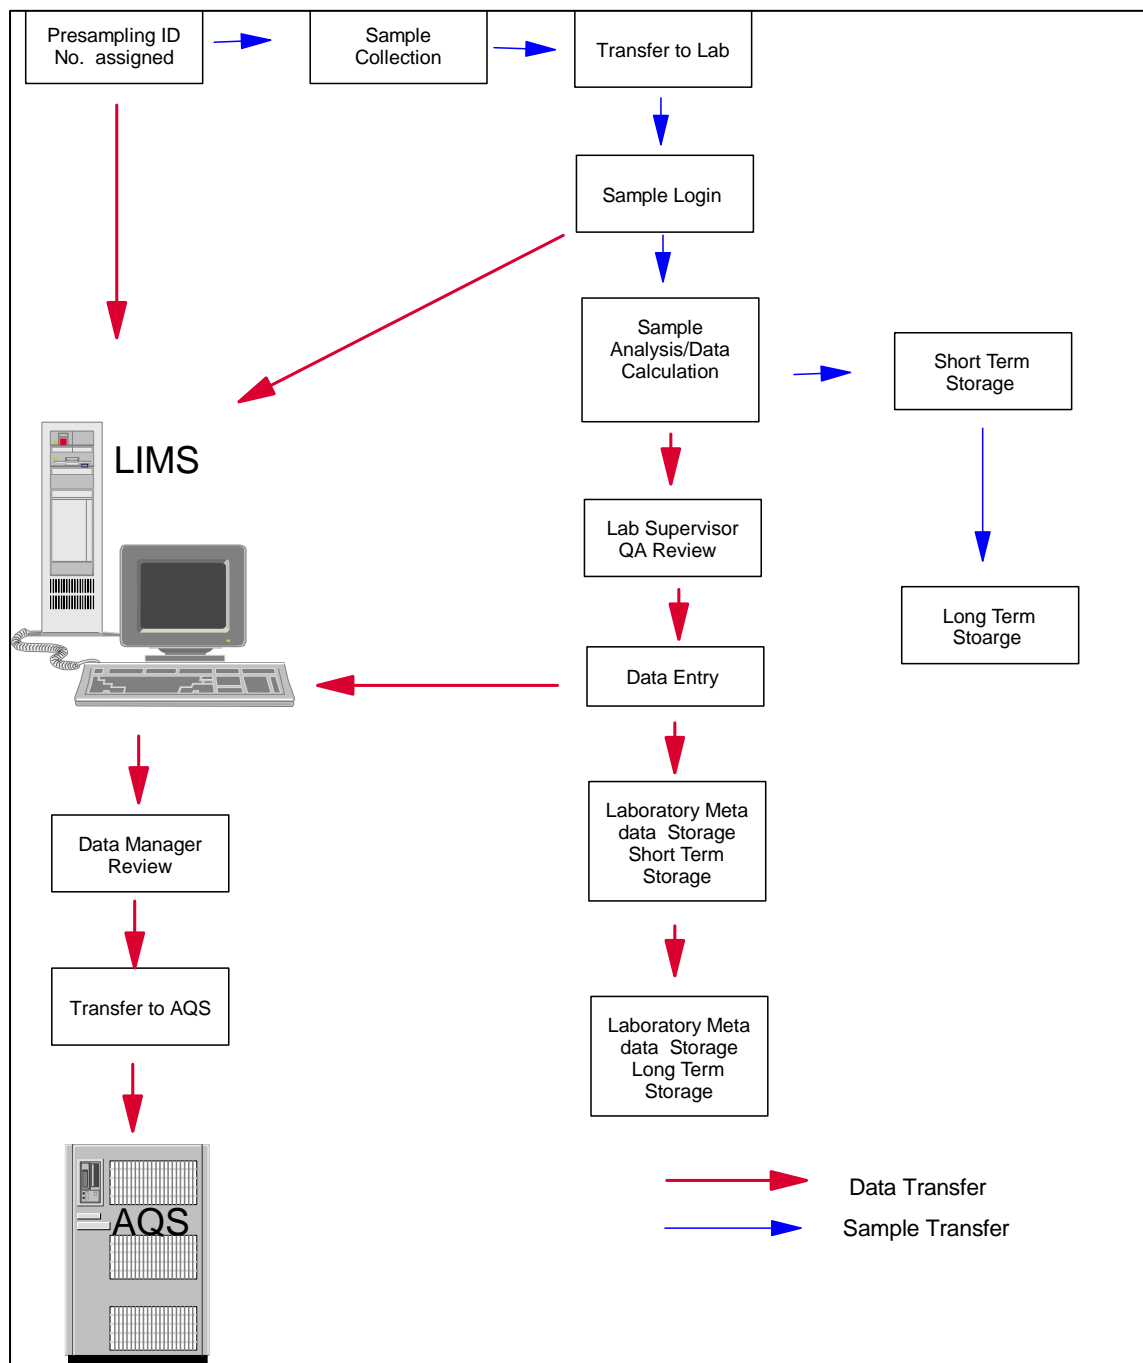 Presampling ID
No. assigned
Sample
Collection
Transfer to Lab
Sample Login
Sample
Analysis/Data
Calculation
Short Term
Storage
LIMS
Lab Supervisor
QA Review
Long Term
Stoarge
Data Entry
Laboratory Meta
data Storage
Short Term
Storage
Data Manager
Review
Transfer to AQS
Laboratory Meta
data Storage
Long Term
Storage
AQS
Data Transfer
Sample Transfer